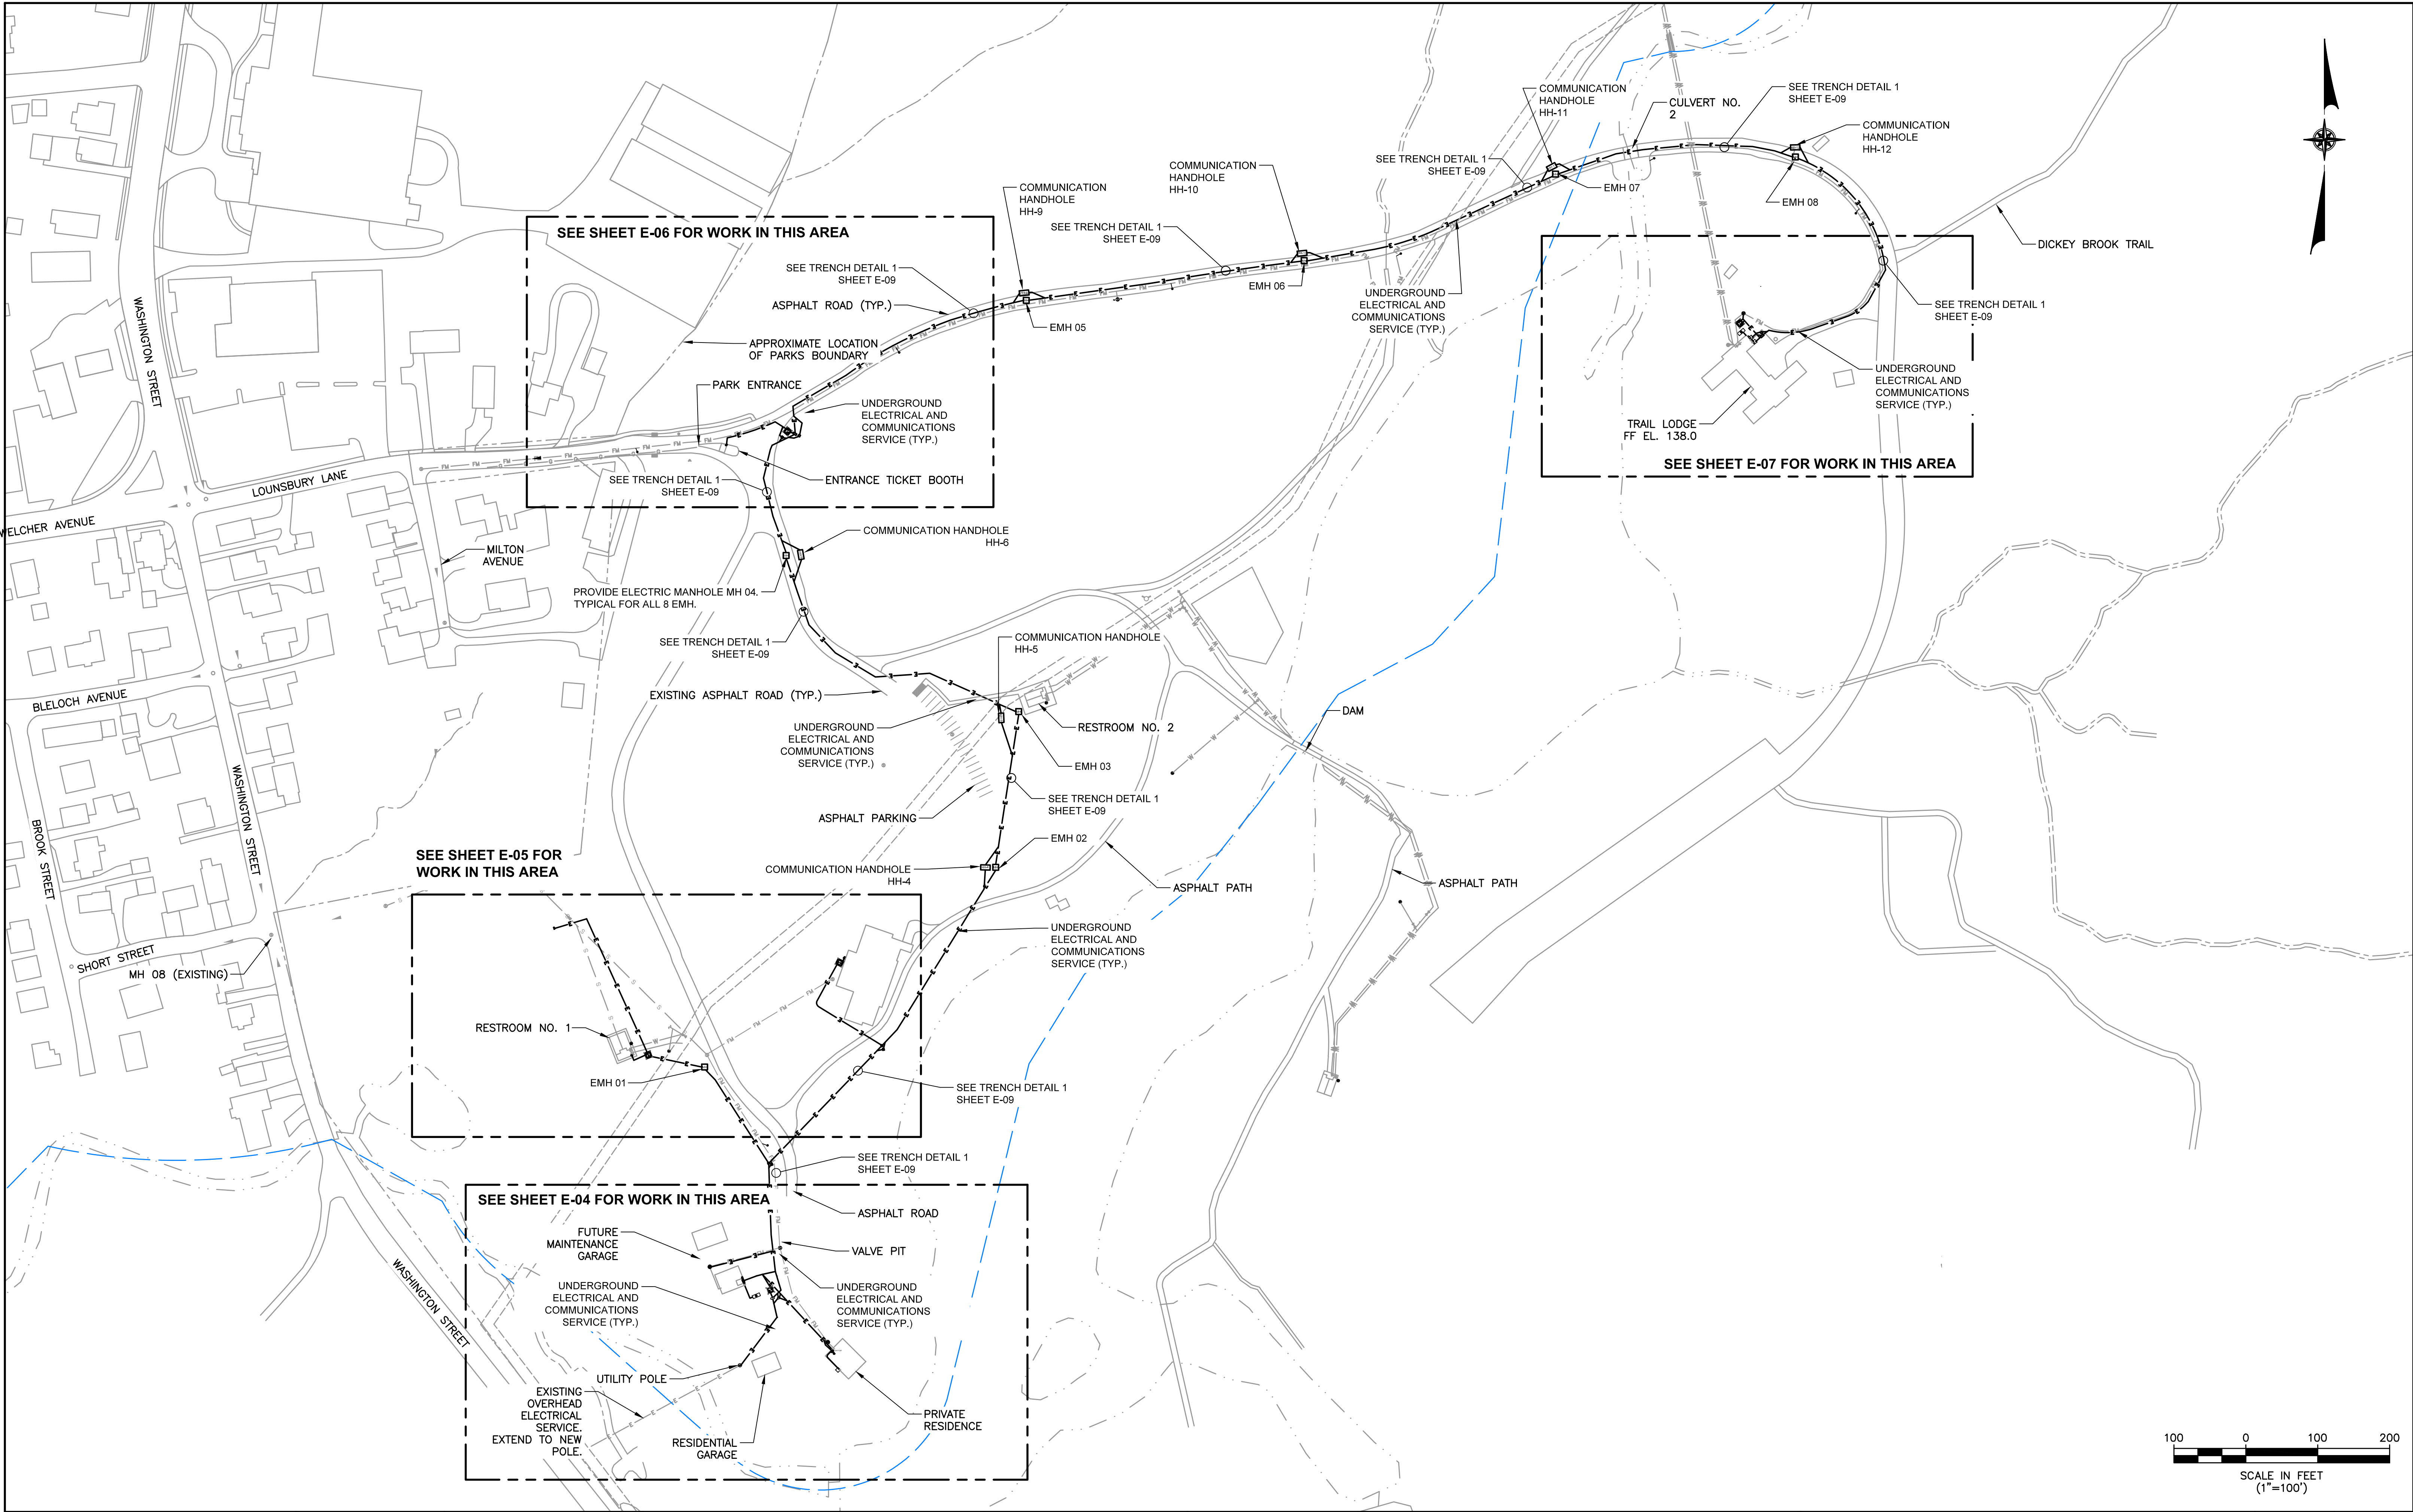 COMMUNICATION
HANDHOLE
HH-11
CULVERT NO.
2
SEE TRENCH DETAIL 1
SHEET E-09
COMMUNICATION
HANDHOLE
HH-12
SEE TRENCH DETAIL 1
SHEET E-09
EMH 07
EMH 08
COMMUNICATION
HANDHOLE
HH-10
COMMUNICATION
HANDHOLE
HH-9
SEE TRENCH DETAIL 1
SHEET E-09
EMH 06
EMH 05
DICKEY BROOK TRAIL
SEE SHEET E-06 FOR WORK IN THIS AREA
SEE TRENCH DETAIL 1
SHEET E-09
ASPHALT ROAD (TYP.)
APPROXIMATE LOCATION
OF PARKS BOUNDARY
PARK ENTRANCE
UNDERGROUND
ELECTRICAL AND
COMMUNICATIONS
SERVICE (TYP.)
ENTRANCE TICKET BOOTH
SEE TRENCH DETAIL 1
SHEET E-09
UNDERGROUND
ELECTRICAL AND
COMMUNICATIONS
SERVICE (TYP.)
SEE TRENCH DETAIL 1
SHEET E-09
UNDERGROUND
ELECTRICAL AND
COMMUNICATIONS
SERVICE (TYP.)
TRAIL LODGE
FF EL. 138.0
SEE SHEET E-07 FOR WORK IN THIS AREA
WASHINGTON STREET
LOUNSBURY LANE
WELCHER AVENUE
MILTON
AVENUE
COMMUNICATION HANDHOLE
HH-6
PROVIDE ELECTRIC MANHOLE MH 04.
TYPICAL FOR ALL 8 EMH.
SEE TRENCH DETAIL 1
SHEET E-09
COMMUNICATION HANDHOLE
HH-5
EXISTING ASPHALT ROAD (TYP.)
BLELOCH AVENUE
UNDERGROUND
ELECTRICAL AND
COMMUNICATIONS
SERVICE (TYP.)
RESTROOM NO. 2
DAM
EMH 03
SEE TRENCH DETAIL 1
SHEET E-09
ASPHALT PARKING
EMH 02
BROOK STREET
WASHINGTON STREET
SEE SHEET E-05 FOR
WORK IN THIS AREA
COMMUNICATION HANDHOLE
HH-4
ASPHALT PATH
ASPHALT PATH
UNDERGROUND
ELECTRICAL AND
COMMUNICATIONS
SERVICE (TYP.)
SHORT STREET
MH 08 (EXISTING)
RESTROOM NO. 1
EMH 01
SEE TRENCH DETAIL 1
SHEET E-09
SEE TRENCH DETAIL 1
SHEET E-09
SEE SHEET E-04 FOR WORK IN THIS AREA
ASPHALT ROAD
FUTURE
MAINTENANCE
GARAGE
VALVE PIT
UNDERGROUND
ELECTRICAL AND
COMMUNICATIONS
SERVICE (TYP.)
UNDERGROUND
ELECTRICAL AND
COMMUNICATIONS
SERVICE (TYP.)
WASHINGTON STREET
UTILITY POLE
EXISTING
OVERHEAD
ELECTRICAL
SERVICE.
EXTEND TO NEW
POLE.
RESIDENTIAL
GARAGE
PRIVATE
RESIDENCE
100 0 100 200
SCALE IN FEET
(1"=100')